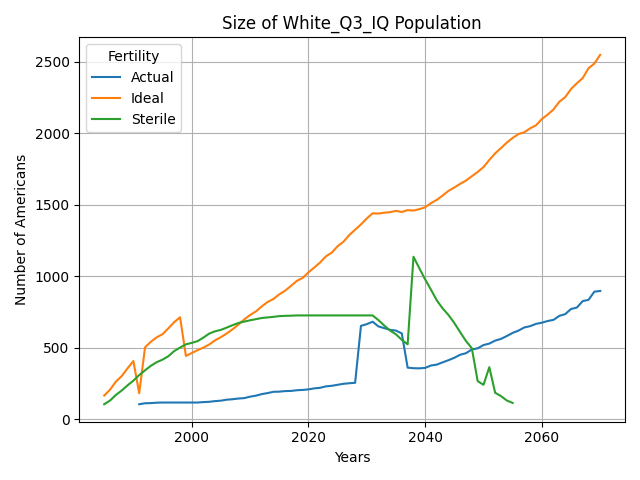 Size of White_Q3_IQ Population
Fertility
Actual
Ideal
Sterile
Number of Americans
2500
2000
1500
1000
500
0
2000
2020
2040
2060
Years